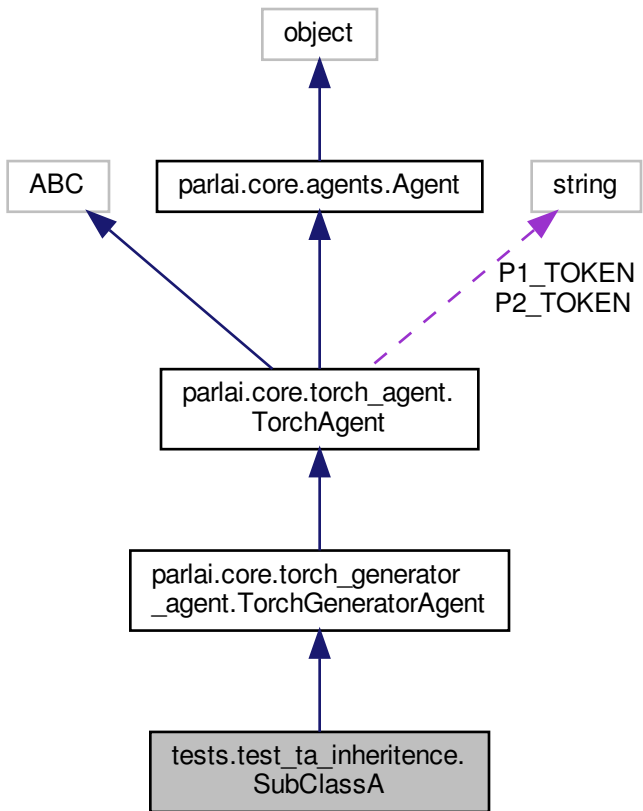 object
ABC
parlai.core.agents.Agent
string
P1_TOKEN
P2_TOKEN
parlai.core.torch_agent.
TorchAgent
parlai.core.torch_generator
_agent.TorchGeneratorAgent
tests.test_ta_inheritence.
SubClassA